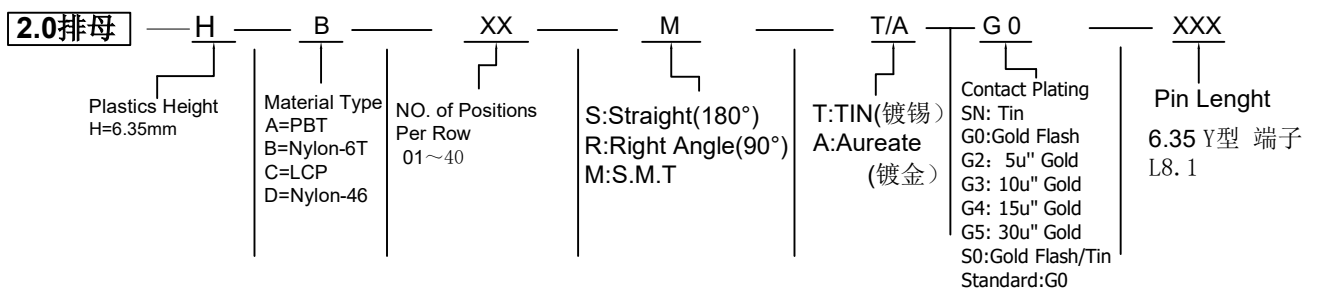 2.0排母 H B XX M T/A G 0 XXX
Plastics Height
H=6.35mm
Material Type
A=PBT
B=Nylon-6T
C=LCP
D=Nylon-46
NO. of Positions
Per Row
01～40
S:Straight(180°)
R:Right Angle(90°)
M:S.M.T
T:TIN(镀锡）
A:Aureate
(镀金）
Contact Plating
SN: Tin
G0:Gold Flash
G2：5u" Gold
G3: 10u" Gold
G4: 15u" Gold
G5: 30u" Gold
S0:Gold Flash/Tin
Standard:G0
Pin Lenght
6.35 Y型 端子
L8.1